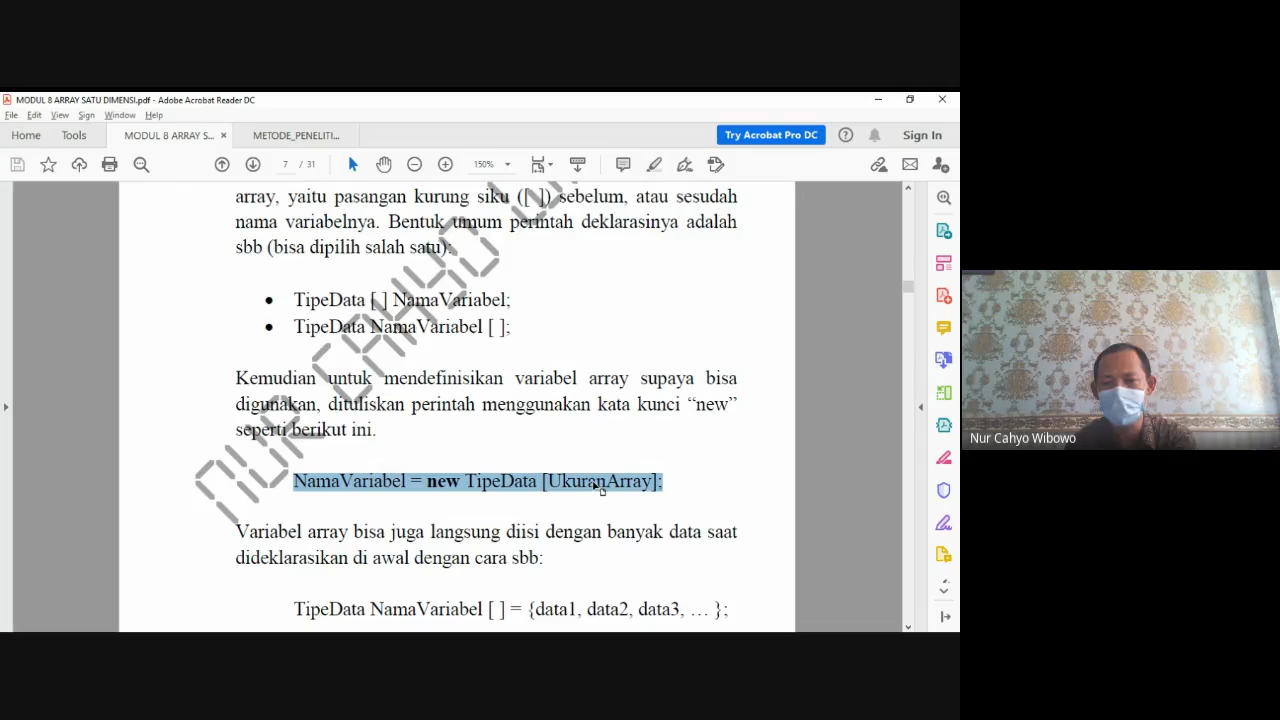 MODUL 8 ARRAY SATU DIMENSI.pdf - Adobe Acrobat Reader DC
File Edit View Sign Window Help
Home Tools MODUL 8 ARRAY S... × METODE_PENELITI... Try Acrobat Pro DC Sign In
7 / 31 150%
array, yaitu pasangan kurung siku ([ ]) sebelum, atau sesudah
nama variabelnya. Bentuk umum perintah deklarasinya adalah
sbb (bisa dipilih salah satu):
• TipeData [ ] NamaVariabel;
• TipeData NamaVariabel [ ];
Kemudian untuk mendefinisikan variabel array supaya bisa
digunakan, dituliskan perintah menggunakan kata kunci “new”
seperti berikut ini.
NamaVariabel = new TipeData [UkuranArray];
Variabel array bisa juga langsung diisi dengan banyak data saat
dideklarasikan di awal dengan cara sbb:
TipeData NamaVariabel [ ] = {data1, data2, data3, … };
NUR CAHYO
Nur Cahyo Wibowo